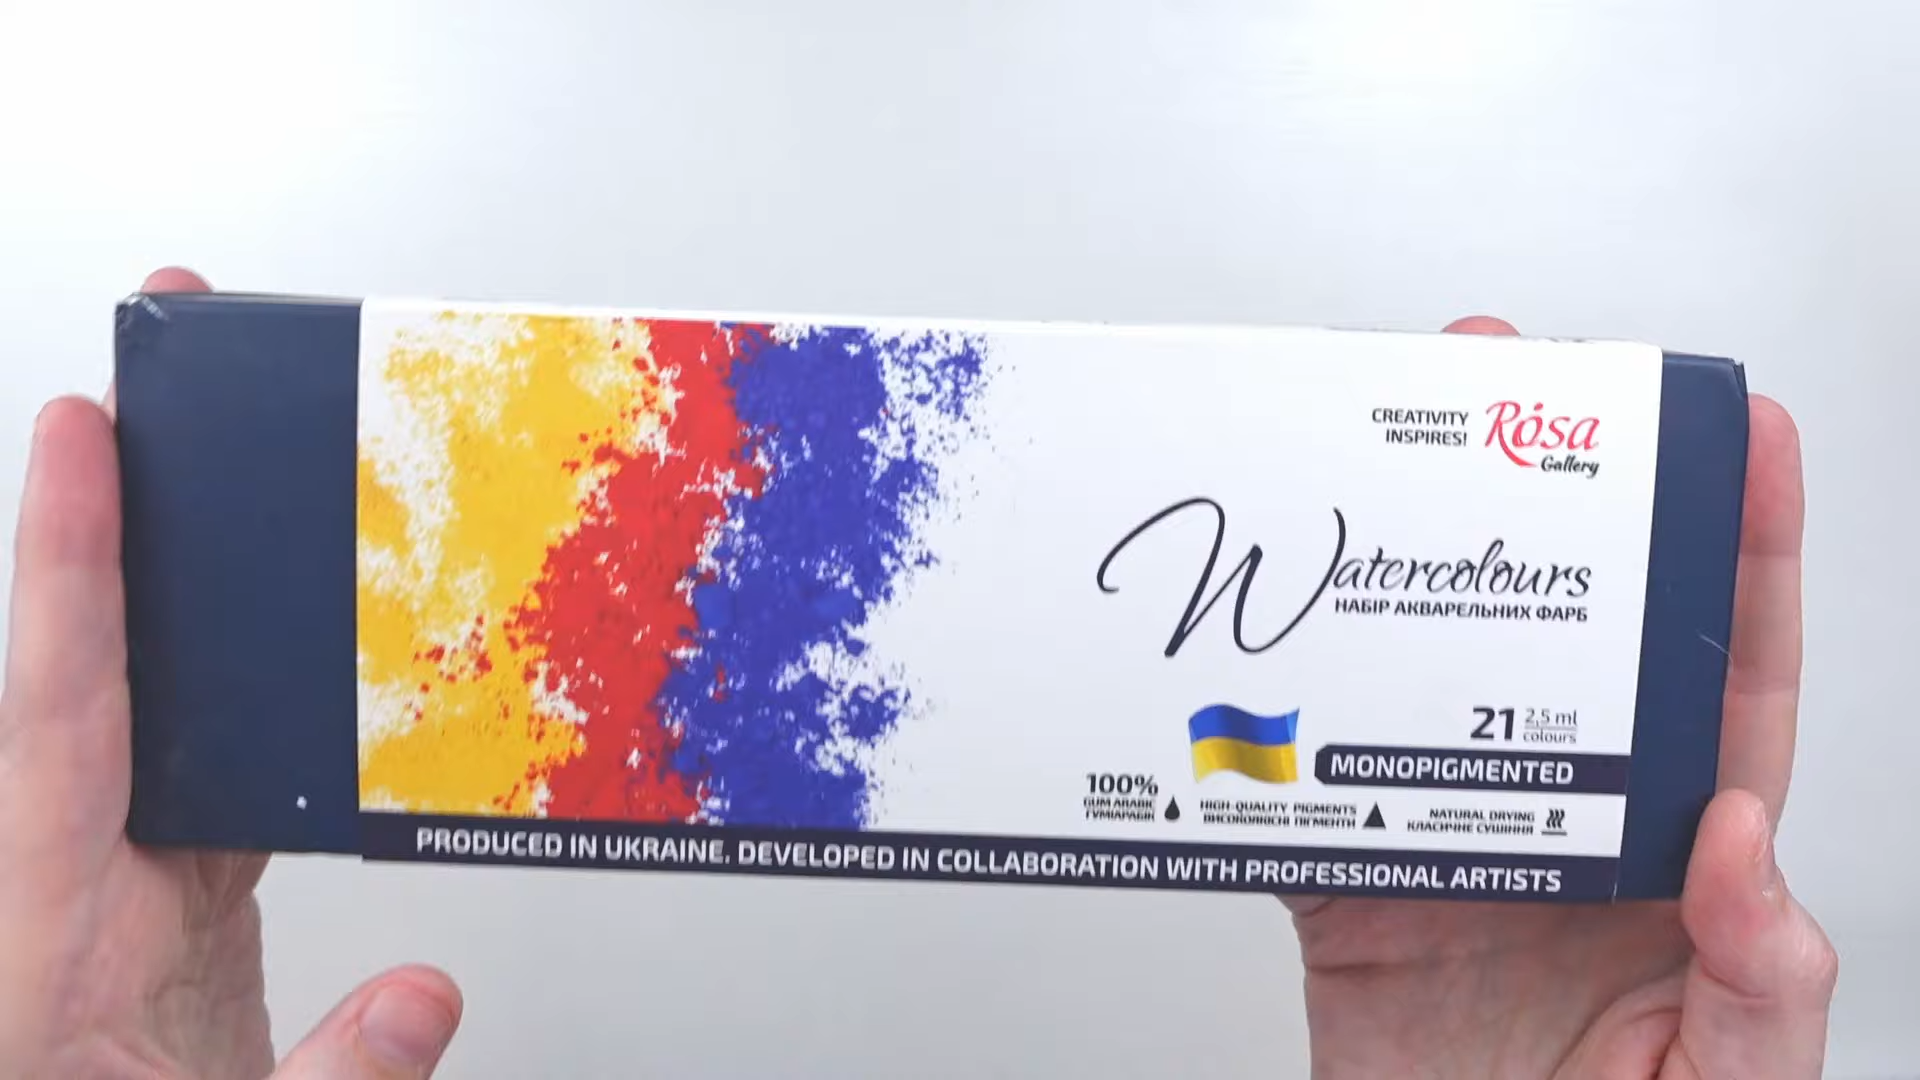 CREATIVITY
INSPIRES!
Rósa
Gallery
Watercolours
НАБІР АКВАРЕЛЬНИХ ФАРБ
21 2,5 ml
colours
MONOPIGMENTED
100%
GUM ARABIC
ГУМІАРАБІК
HIGH-QUALITY PIGMENTS
ВИСОКОЯКІСНІ ПІГМЕНТИ
NATURAL DRYING
КЛАСИЧНЕ СУШІННЯ
PRODUCED IN UKRAINE. DEVELOPED IN COLLABORATION WITH PROFESSIONAL ARTISTS